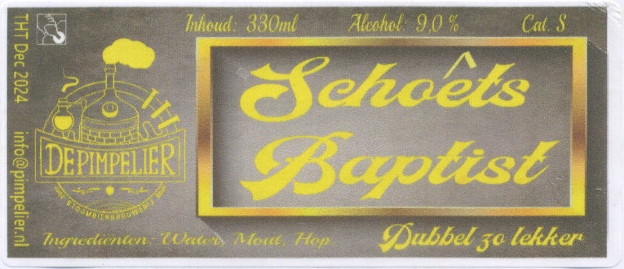 Inhoud: 330ml Alcohol: 9,0 % Cat. S
THT Dec 2024
info@pimpelier.nl
DE PIMPELIER
STOOMBIERBROUWERIJ
Schoêts
Baptist
Ingrediënten: Water, Mout, Hop
Dubbel zo lekker